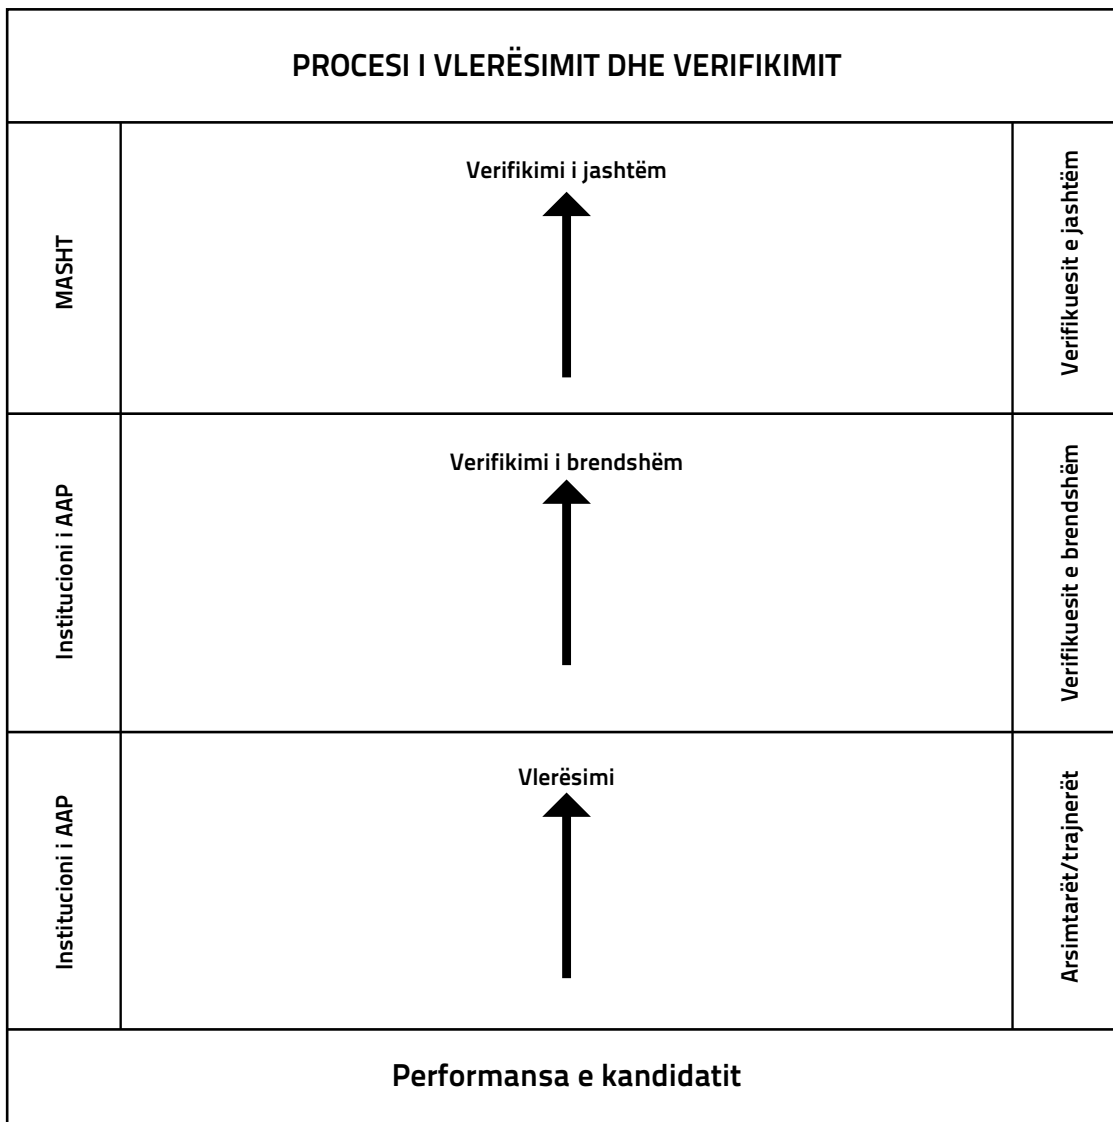 PROCESI I VLERËSIMIT DHE VERIFIKIMIT
MASHT
Verifikimi i jashtëm
Verifikuesit e jashtëm
Institucioni i AAP
Verifikimi i brendshëm
Verifikuesit e brendshëm
Institucioni i AAP
Vlerësimi
Arsimtarët/trajnerët
Performansa e kandidatit